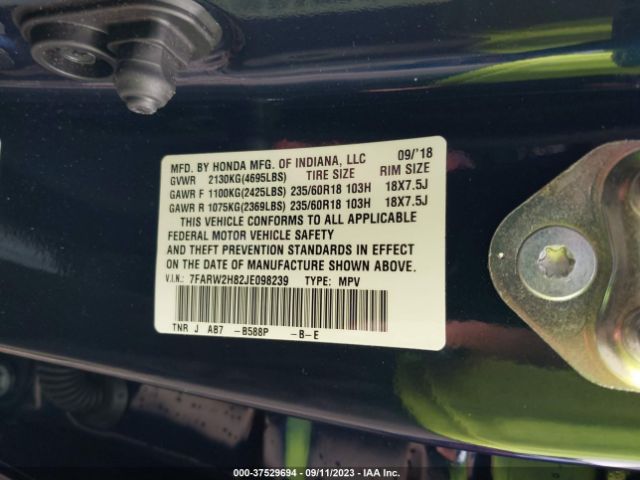 MFD. BY HONDA MFG. OF INDIANA, LLC 09/'18
GVWR 2130KG(4695LBS) TIRE SIZE RIM SIZE
GAWR F 1100KG(2425LBS) 235/60R18 103H 18X7.5J
GAWR R 1075KG(2369LBS) 235/60R18 103H 18X7.5J
THIS VEHICLE CONFORMS TO ALL APPLICABLE
FEDERAL MOTOR VEHICLE SAFETY
AND THEFT PREVENTION STANDARDS IN EFFECT
ON THE DATE OF MANUFACTURE SHOWN ABOVE.
V.I.N.: 7FARW2H82JE098239 TYPE: MPV
TNR J A87 -B588P -B-E
000-37529694 - 09/11/2023 - IAA Inc.